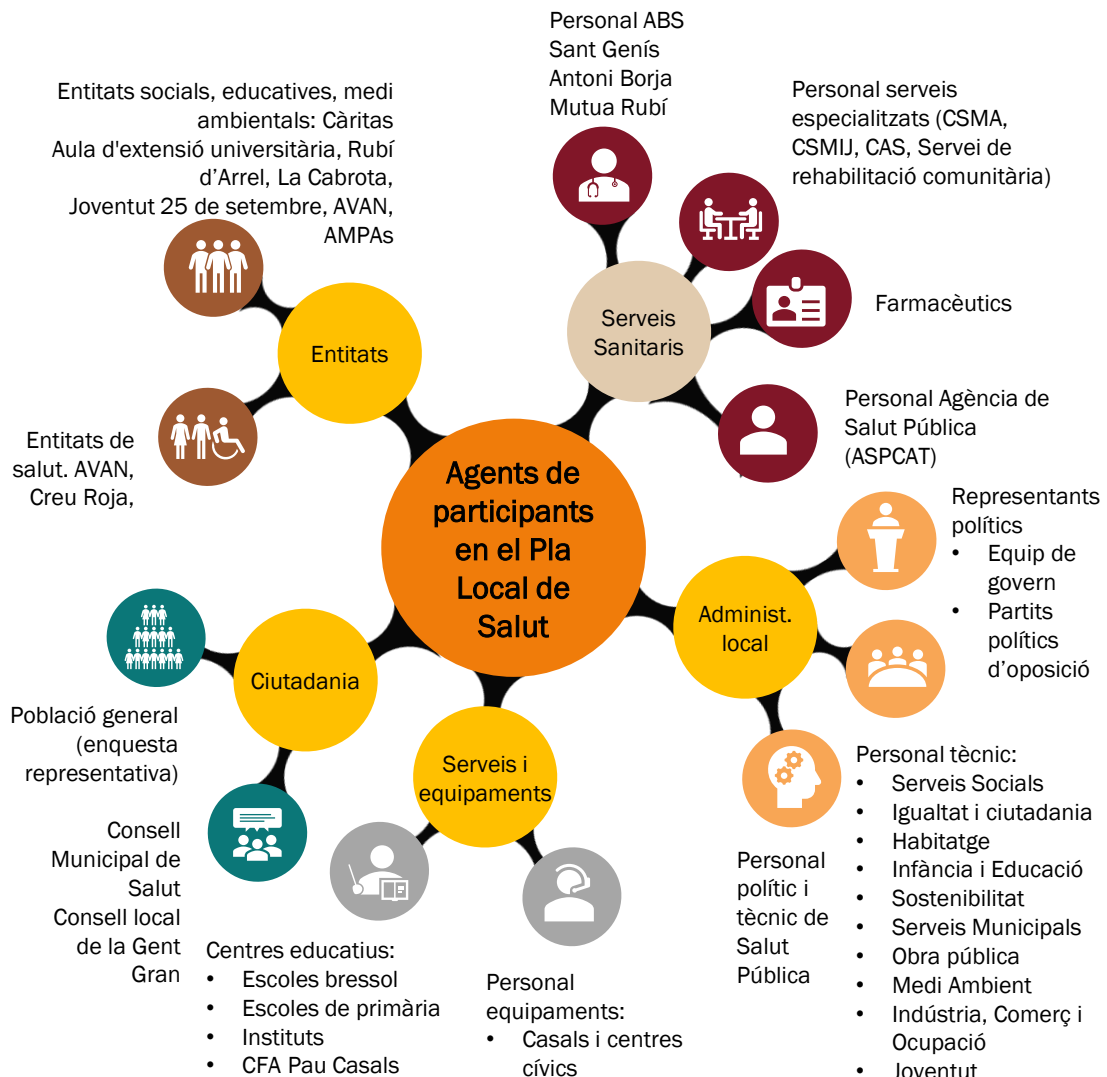 Personal ABS
Sant Genís
Antoni Borja
Mutua Rubí
Entitats socials, educatives, medi
ambientals: Càritas
Aula d'extensió universitària, Rubí
d’Arrel, La Cabrota,
Joventut 25 de setembre, AVAN,
AMPAs
Personal serveis
especialitzats (CSMA,
CSMIJ, CAS, Servei de
rehabilitació comunitària)
Serveis
Sanitaris
Farmacèutics
Entitats
Personal Agència de
Salut Pública
(ASPCAT)
Entitats de
salut. AVAN,
Creu Roja,
Agents de
participants
en el Pla
Local de
Salut
Representants
polítics
• Equip de
govern
• Partits
polítics
d’oposició
Administ.
local
Ciutadania
Població general
(enquesta
representativa)
Serveis i
equipaments
Consell
Municipal de
Salut
Consell local
de la Gent
Gran
Centres educatius:
• Escoles bressol
• Escoles de primària
• Instituts
• CFA Pau Casals
Personal
equipaments:
• Casals i centres
cívics
Personal
polític i
tècnic de
Salut
Pública
Personal tècnic:
• Serveis Socials
• Igualtat i ciutadania
• Habitatge
• Infància i Educació
• Sostenibilitat
• Serveis Municipals
• Obra pública
• Medi Ambient
• Indústria, Comerç i
Ocupació
• Joventut